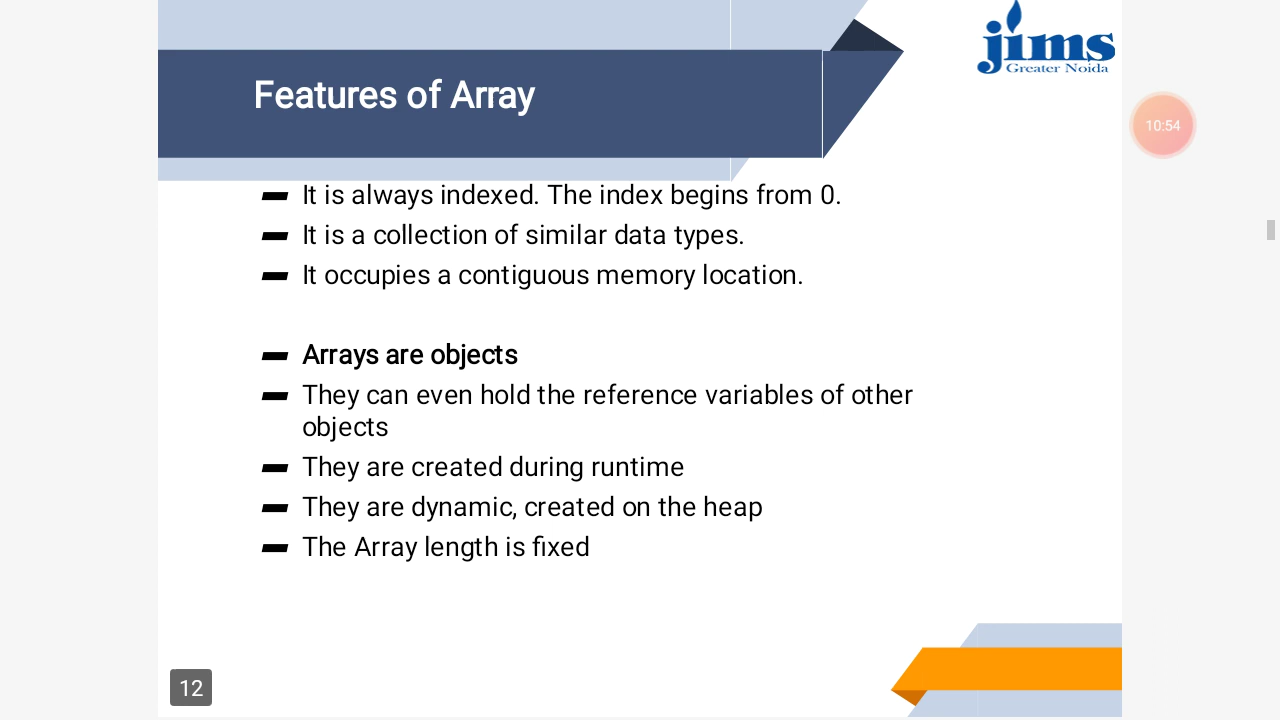 jims
Greater Noida
Features of Array
10:54
It is always indexed. The index begins from 0.
It is a collection of similar data types.
It occupies a contiguous memory location.
Arrays are objects
They can even hold the reference variables of other
objects
They are created during runtime
They are dynamic, created on the heap
The Array length is fixed
12